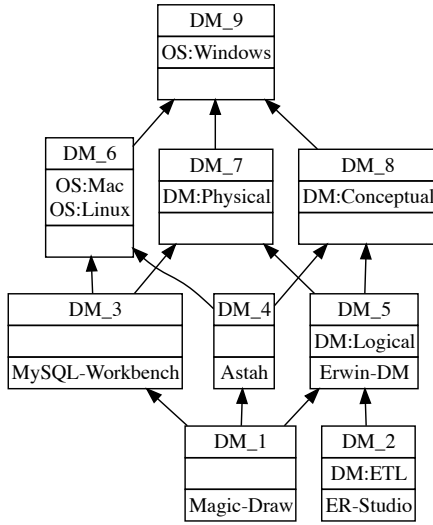 DM_9
OS:Windows
DM_6
OS:Mac
OS:Linux
DM_7
DM:Physical
DM_8
DM:Conceptual
DM_3
MySQL-Workbench
DM_4
Astah
DM_5
DM:Logical
Erwin-DM
DM_1
Magic-Draw
DM_2
DM:ETL
ER-Studio